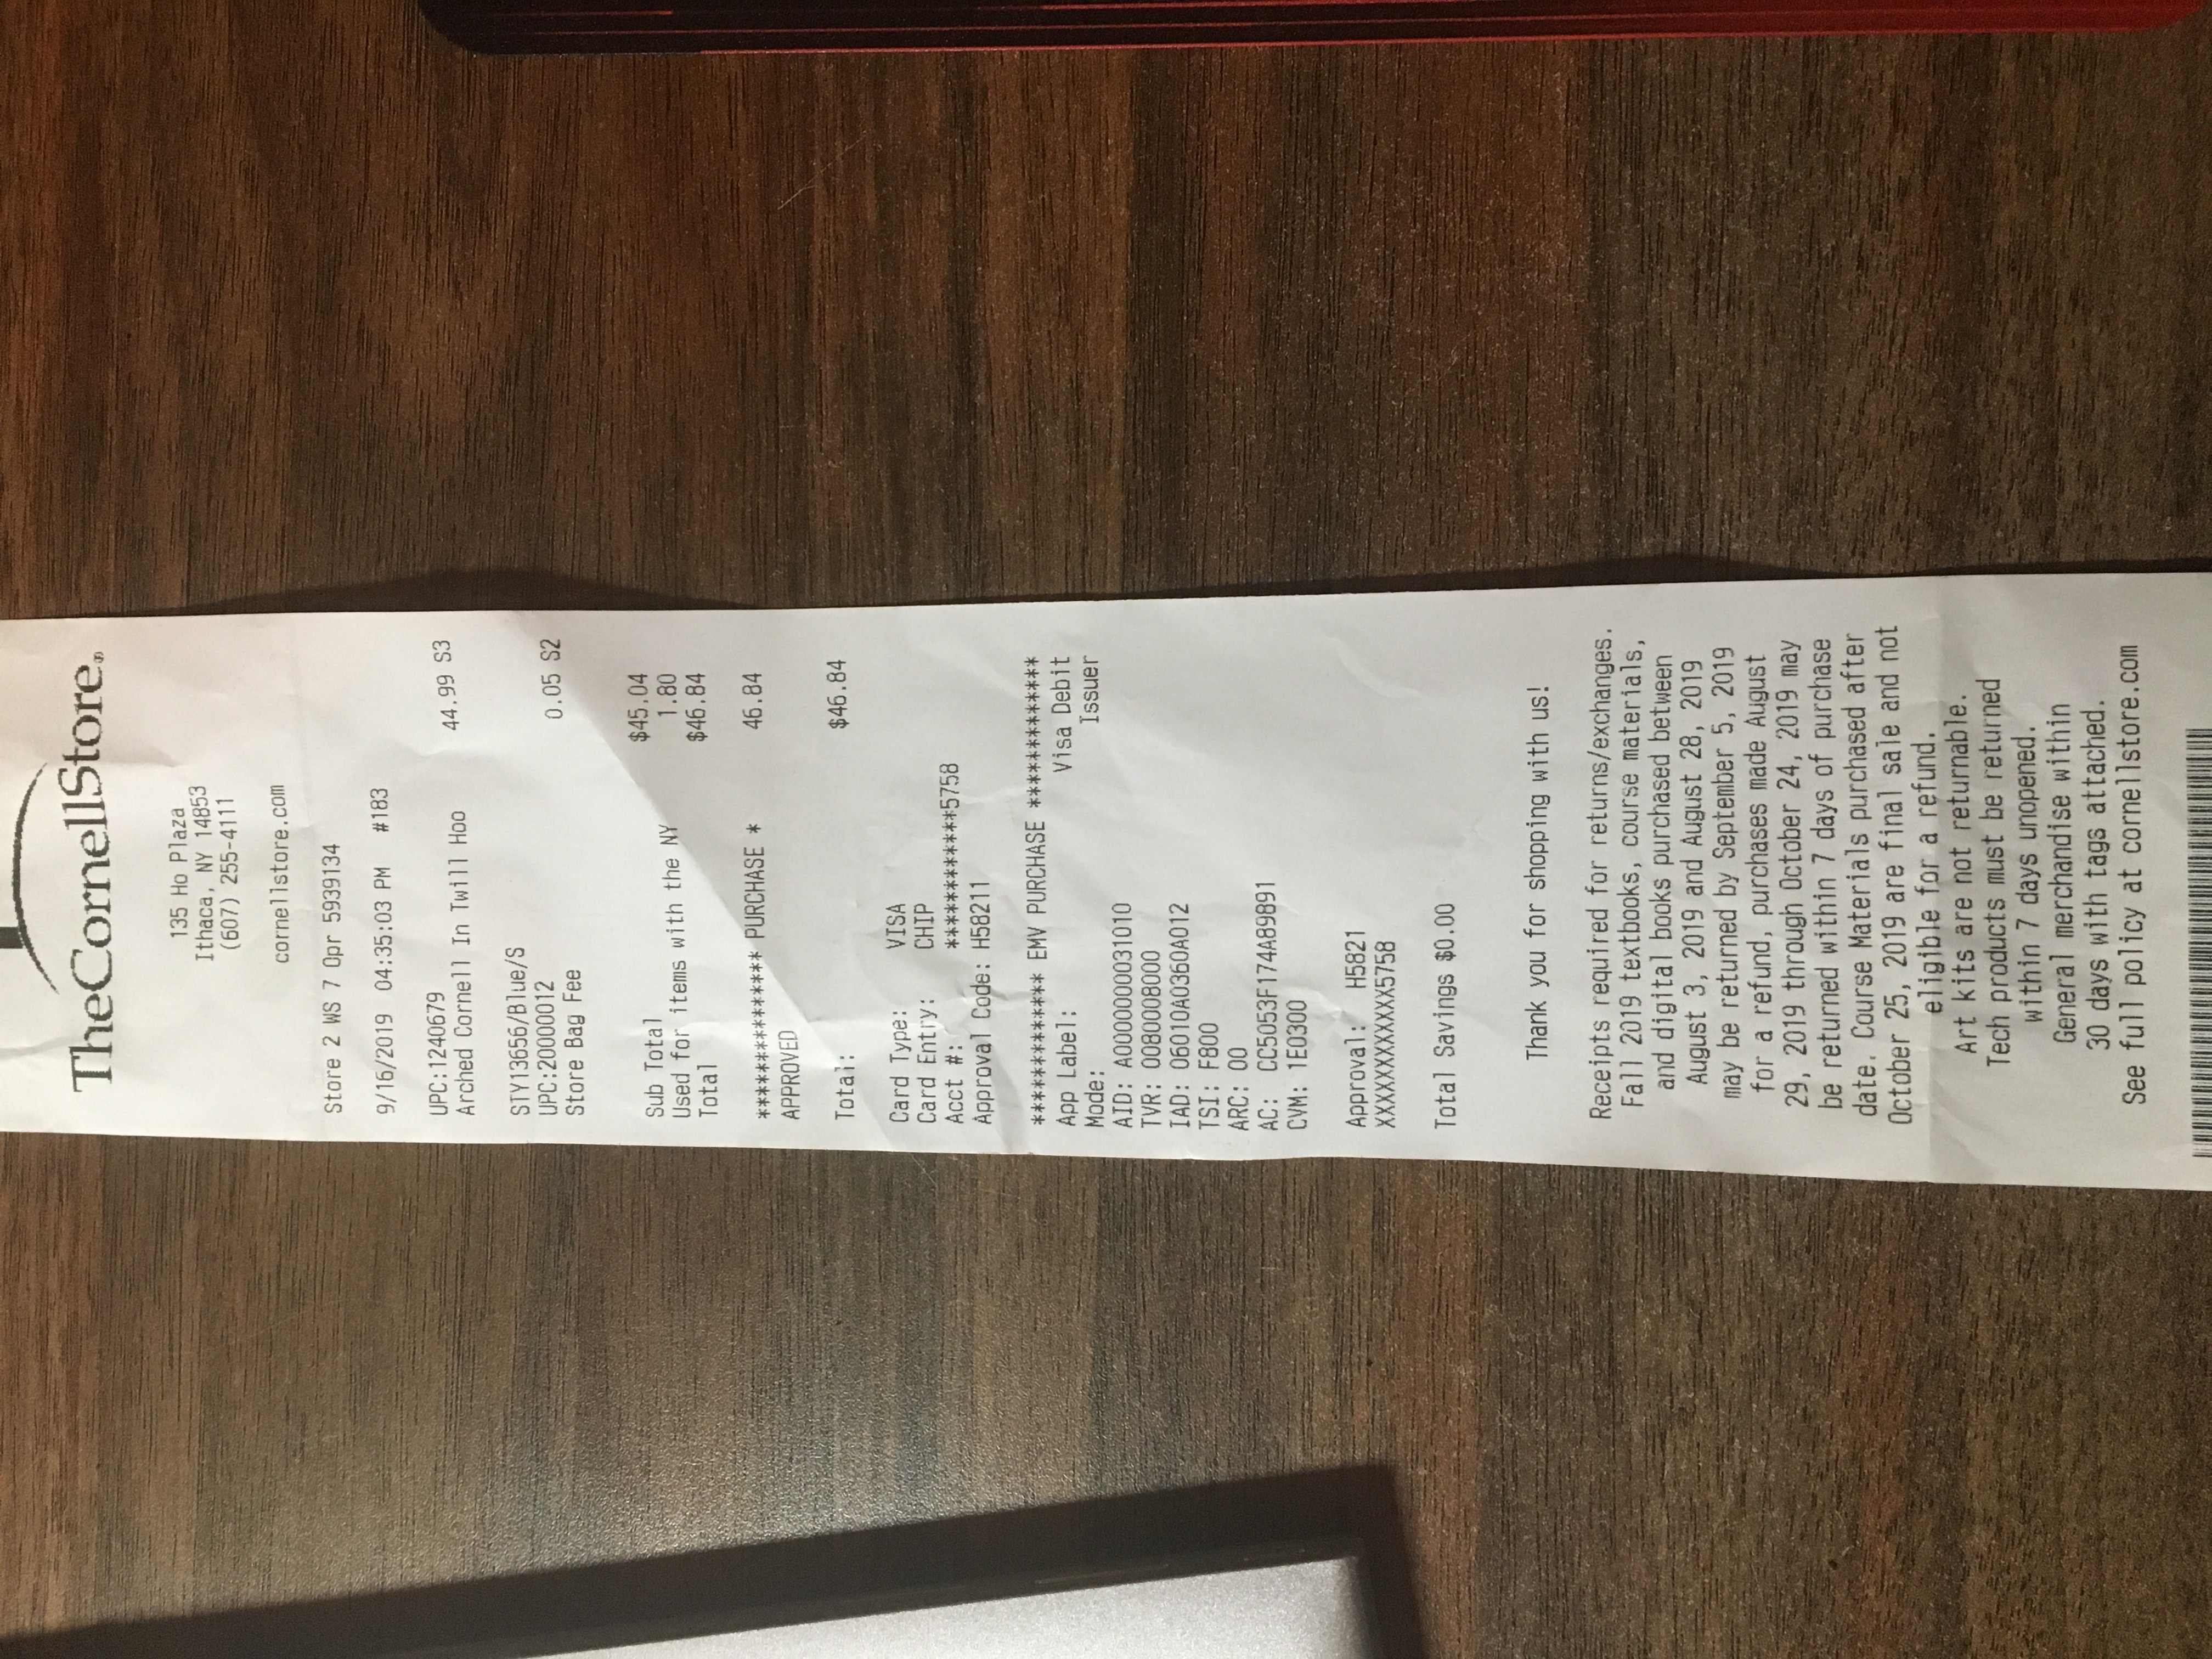 TheCornellStore®
135 Ho Plaza
Ithaca, NY 14853
(607) 255-4111
cornellstore.com
Store 2 WS 7 Opr 5939134
9/16/2019 04:35:03 PM #183
UPC:1240679
Arched Cornell In Twill Hoo 44.99 S3
STY13656/Blue/S
UPC:20000012
Store Bag Fee 0.05 S2
Sub Total $45.04
Used for items with the NY 1.80
Total $46.84
*************** PURCHASE * 46.84
APPROVED
Total: $46.84
Card Type: VISA
Card Entry: CHIP
Acct #: ************5758
Approval Code: H58211
************* EMV PURCHASE *************
App Label: Visa Debit
Mode: Issuer
AID: A0000000031010
TVR: 0080008000
IAD: 06010A0360A012
TSI: F800
ARC: 00
AC: CC5053F174A89891
CVM: 1E0300
Approval: H5821
XXXXXXXXXXXX5758
Total Savings $0.00
Thank you for shopping with us!
Receipts required for returns/exchanges.
Fall 2019 textbooks, course materials,
and digital books purchased between
August 3, 2019 and August 28, 2019
may be returned by September 5, 2019
for a refund, purchases made August
29, 2019 through October 24, 2019 may
be returned within 7 days of purchase
date. Course Materials purchased after
October 25, 2019 are final sale and not
eligible for a refund.
Art kits are not returnable.
Tech products must be returned
within 7 days unopened.
General merchandise within
30 days with tags attached.
See full policy at cornellstore.com